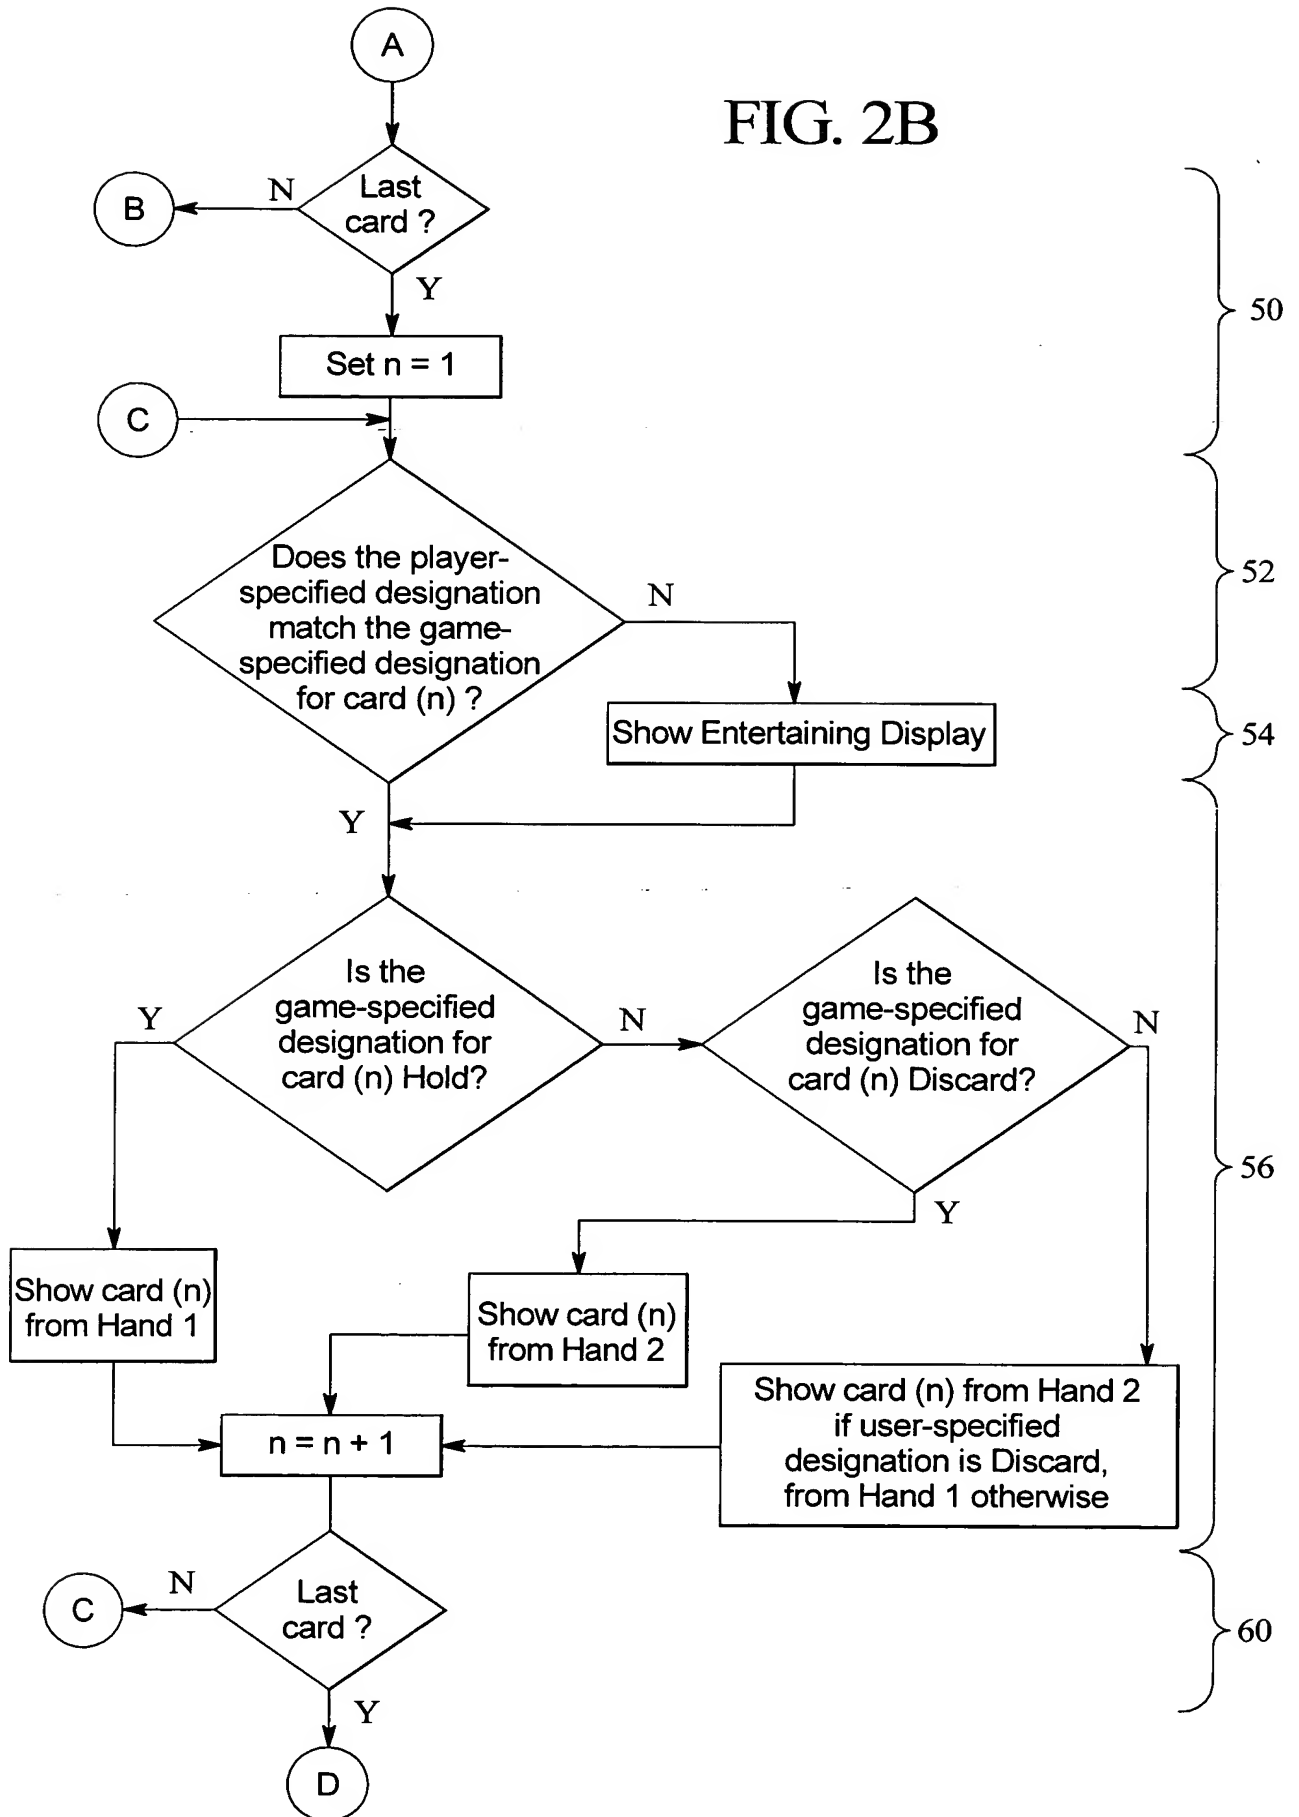 A
FIG. 2B
N
Last
card ?
B
Y
50
Set n = 1
C
Does the player-
specified designation
match the game-
specified designation
for card (n) ?
N
52
Show Entertaining Display
54
Y
Is the
game-specified
designation for
card (n) Hold?
Y
N
Is the
game-specified
designation for
card (n) Discard?
N
Y
56
Show card (n)
from Hand 1
Show card (n)
from Hand 2
Show card (n) from Hand 2
if user-specified
designation is Discard,
from Hand 1 otherwise
n = n + 1
N
Last
card ?
C
60
Y
D